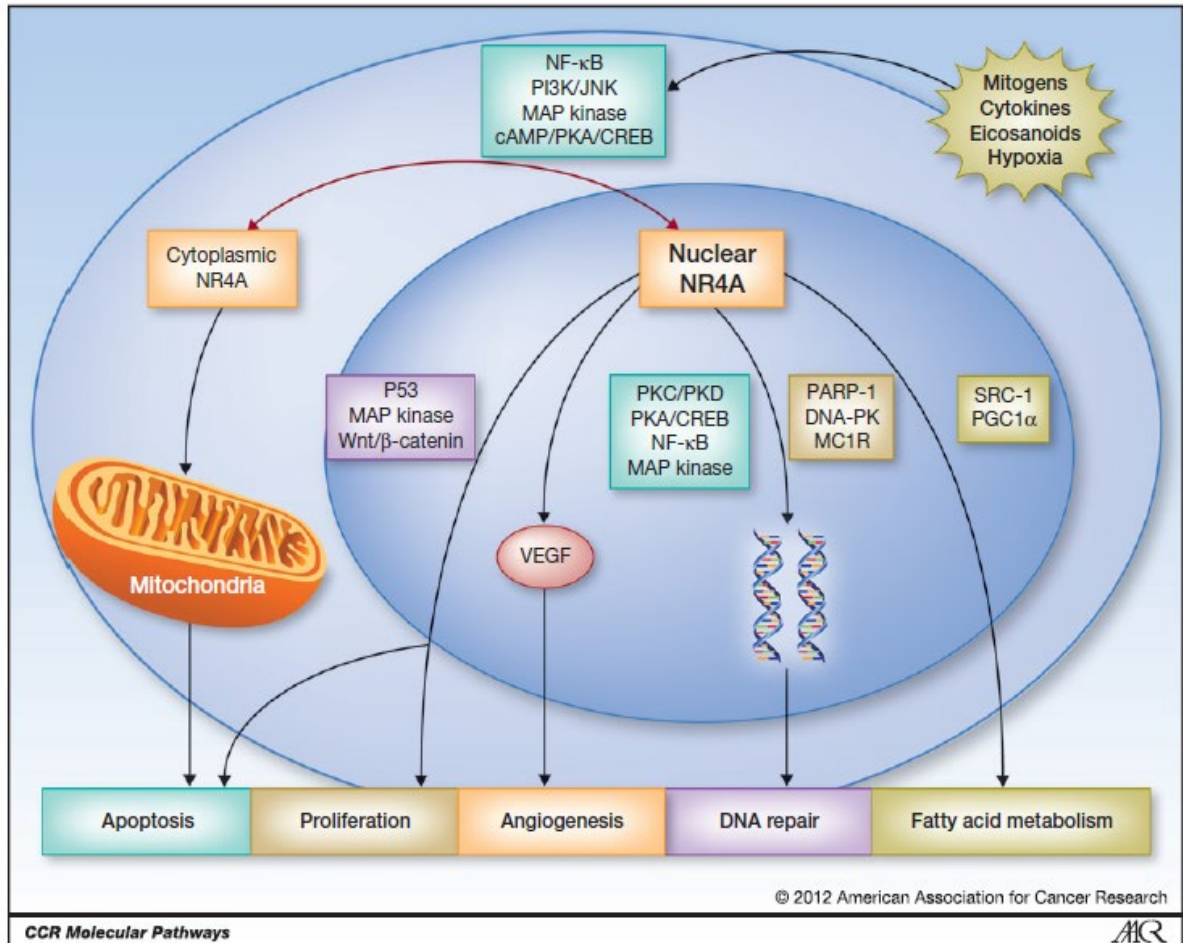 NF-κB
PI3K/JNK
MAP kinase
cAMP/PKA/CREB
Mitogens
Cytokines
Eicosanoids
Hypoxia
Cytoplasmic
NR4A
Nuclear
NR4A
P53
MAP kinase
Wnt/β-catenin
PKC/PKD
PKA/CREB
NF-κB
MAP kinase
PARP-1
DNA-PK
MC1R
SRC-1
PGC1α
Mitochondria
VEGF
Apoptosis
Proliferation
Angiogenesis
DNA repair
Fatty acid metabolism
© 2012 American Association for Cancer Research
CCR Molecular Pathways
AACR